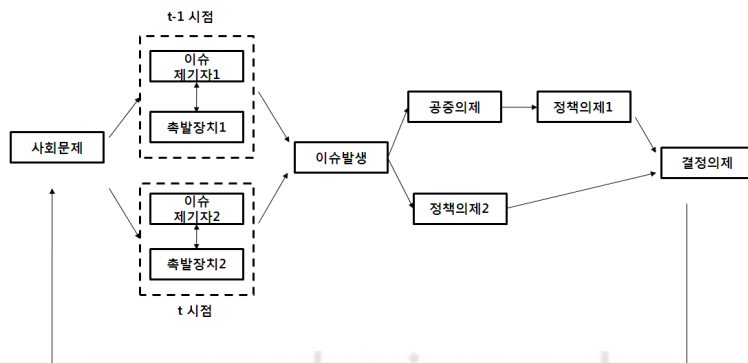 t-1 시점
이슈
제기자1
촉발장치1
사회문제
이슈발생
공중의제
정책의제1
결정의제
이슈
제기자2
촉발장치2
정책의제2
t 시점